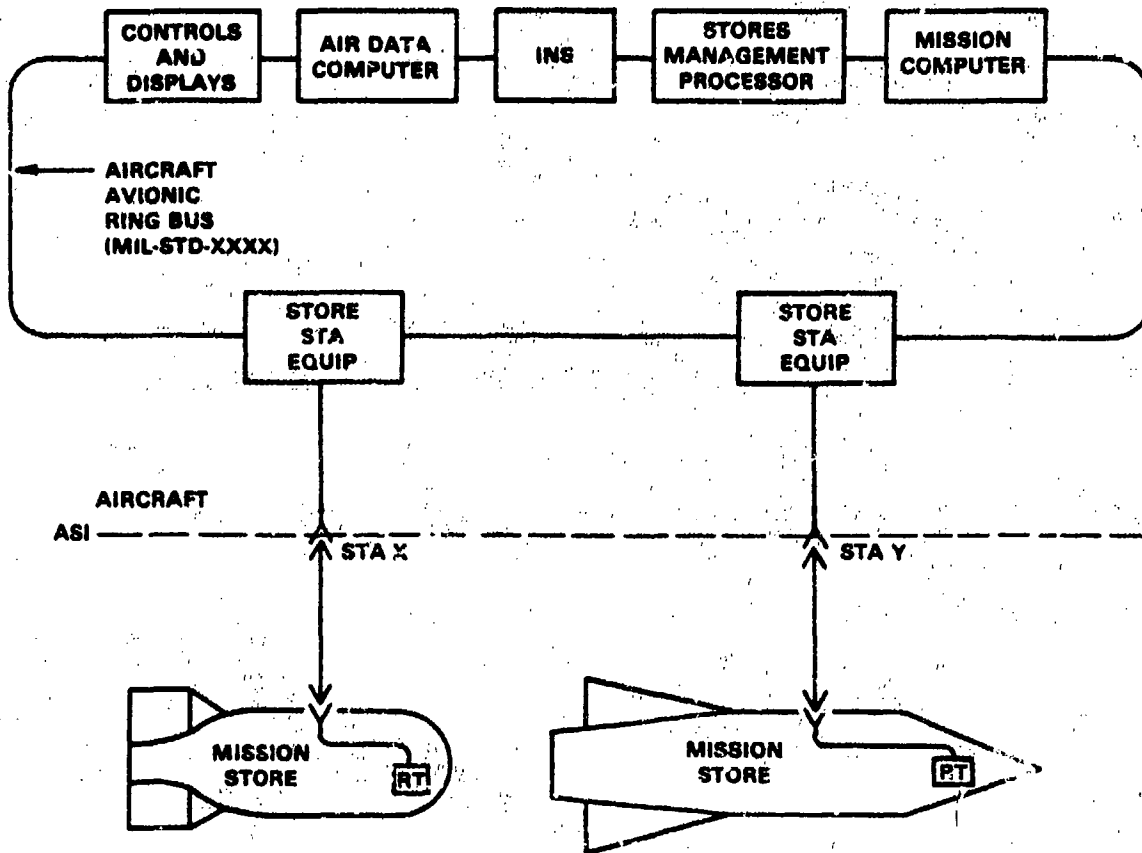 CONTROLS
AND
DISPLAYS
AIR DATA
COMPUTER
INS
STORES
MANAGEMENT
PROCESSOR
MISSION
COMPUTER
AIRCRAFT
AVIONIC
RING BUS
(MIL-STD-XXXX)
STORE
STA
EQUIP
STORE
STA
EQUIP
AIRCRAFT
ASI
STA X
STA Y
MISSION
STORE
RT
MISSION
STORE
RT